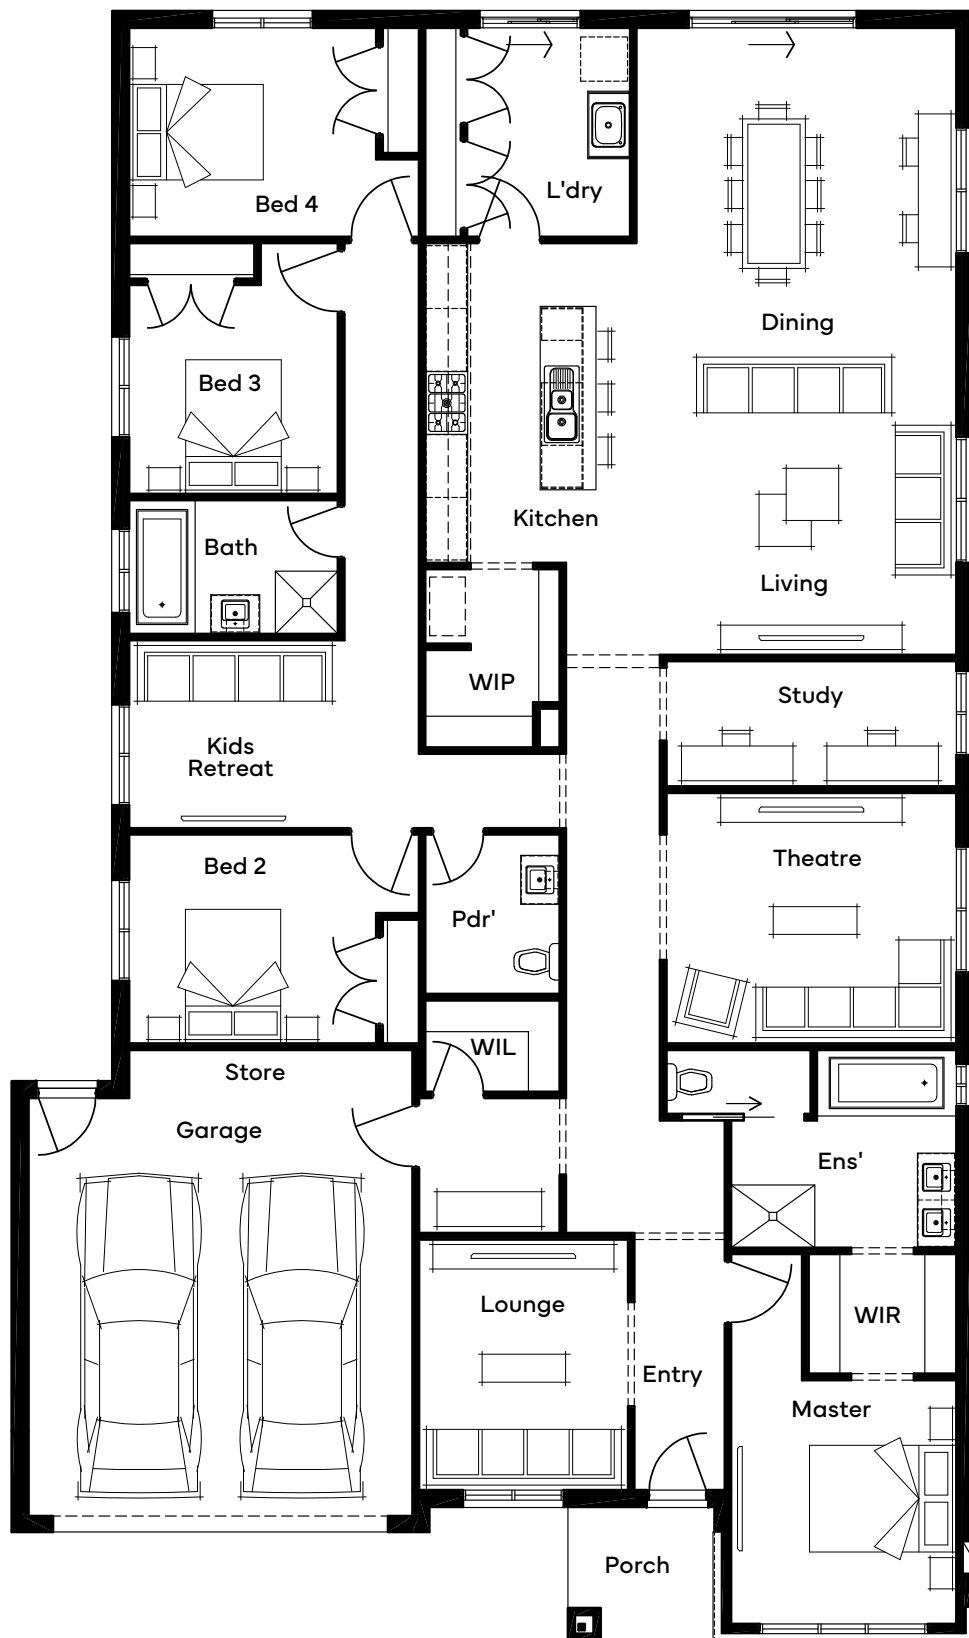 L'dry
Bed 4
Dining
Bed 3
Kitchen
Bath
Living
WIP
Study
Kids
Retreat
Theatre
Bed 2
Pdr'
WIL
Store
Garage
Ens'
Lounge
WIR
Entry
Master
Porch